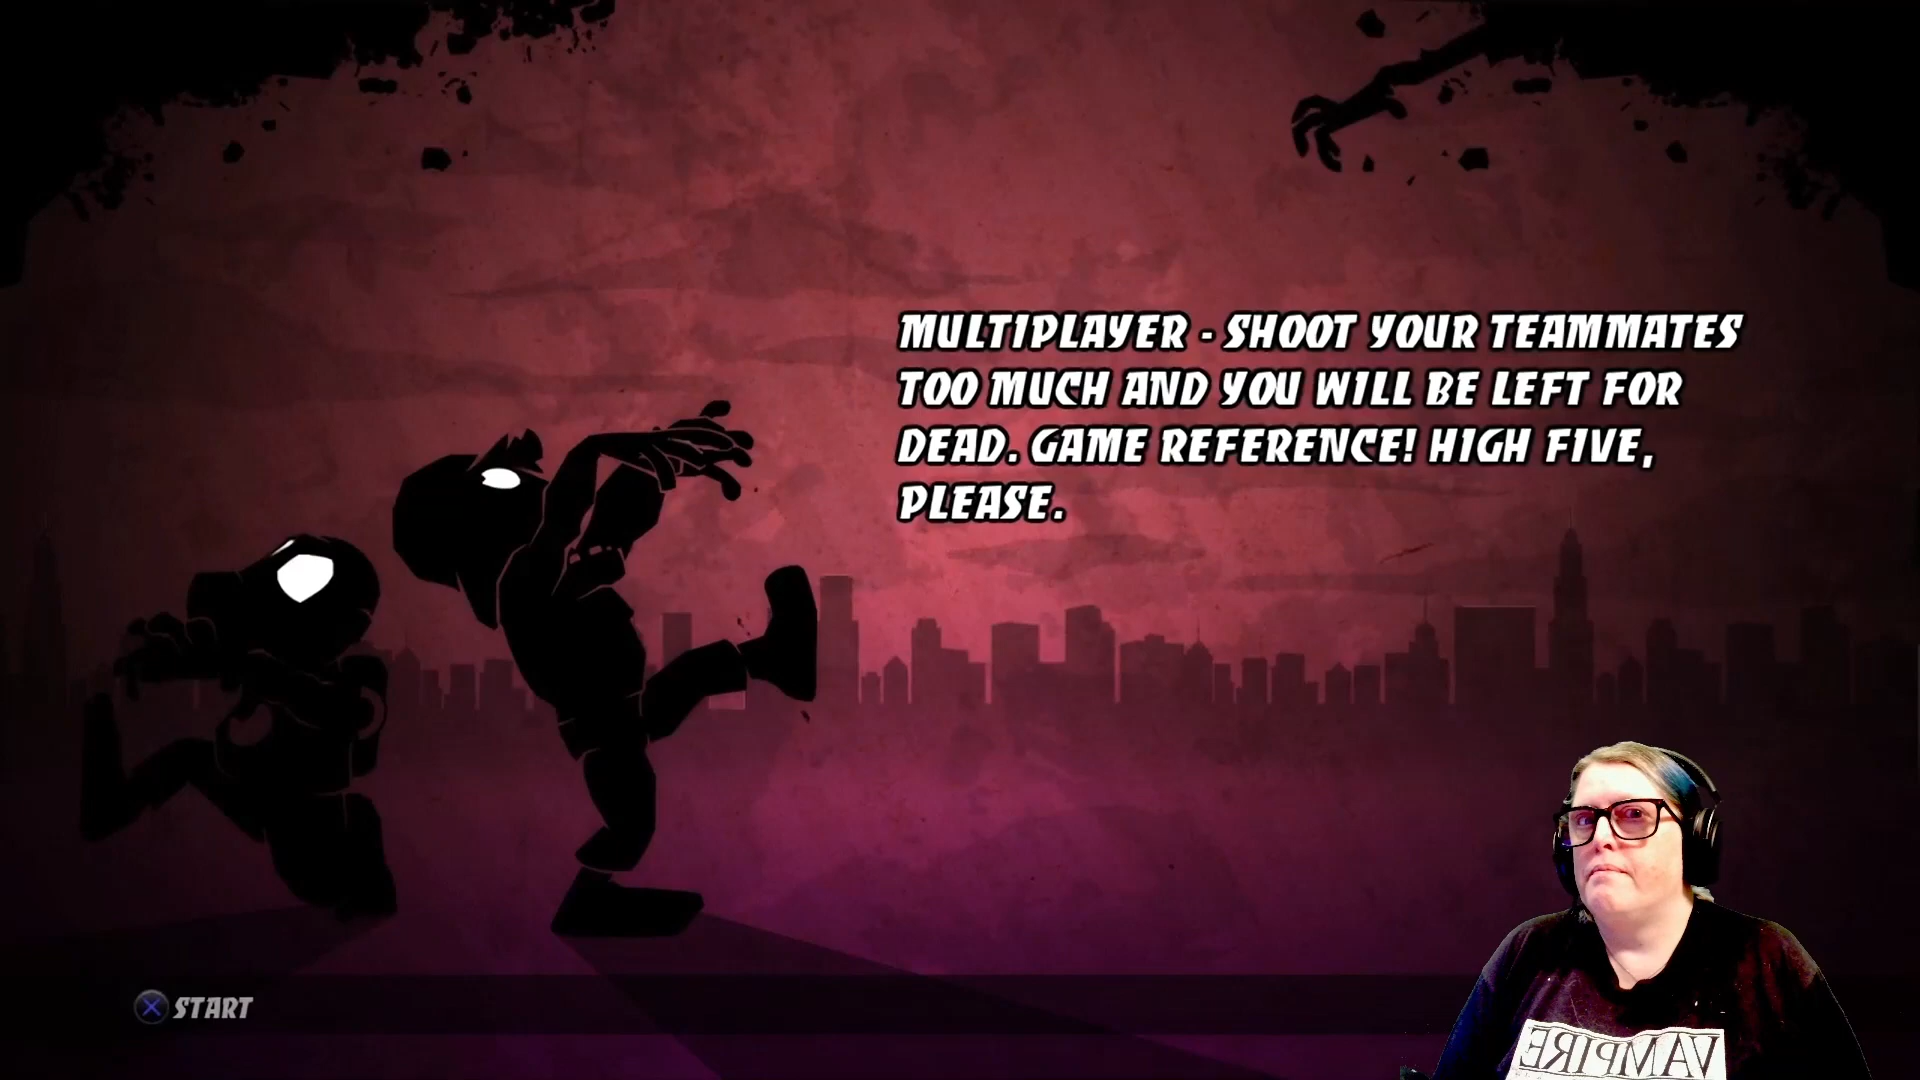 MULTIPLAYER - SHOOT YOUR TEAMMATES
TOO MUCH AND YOU WILL BE LEFT FOR
DEAD. GAME REFERENCE! HIGH FIVE,
PLEASE.
START
VAMPIRE